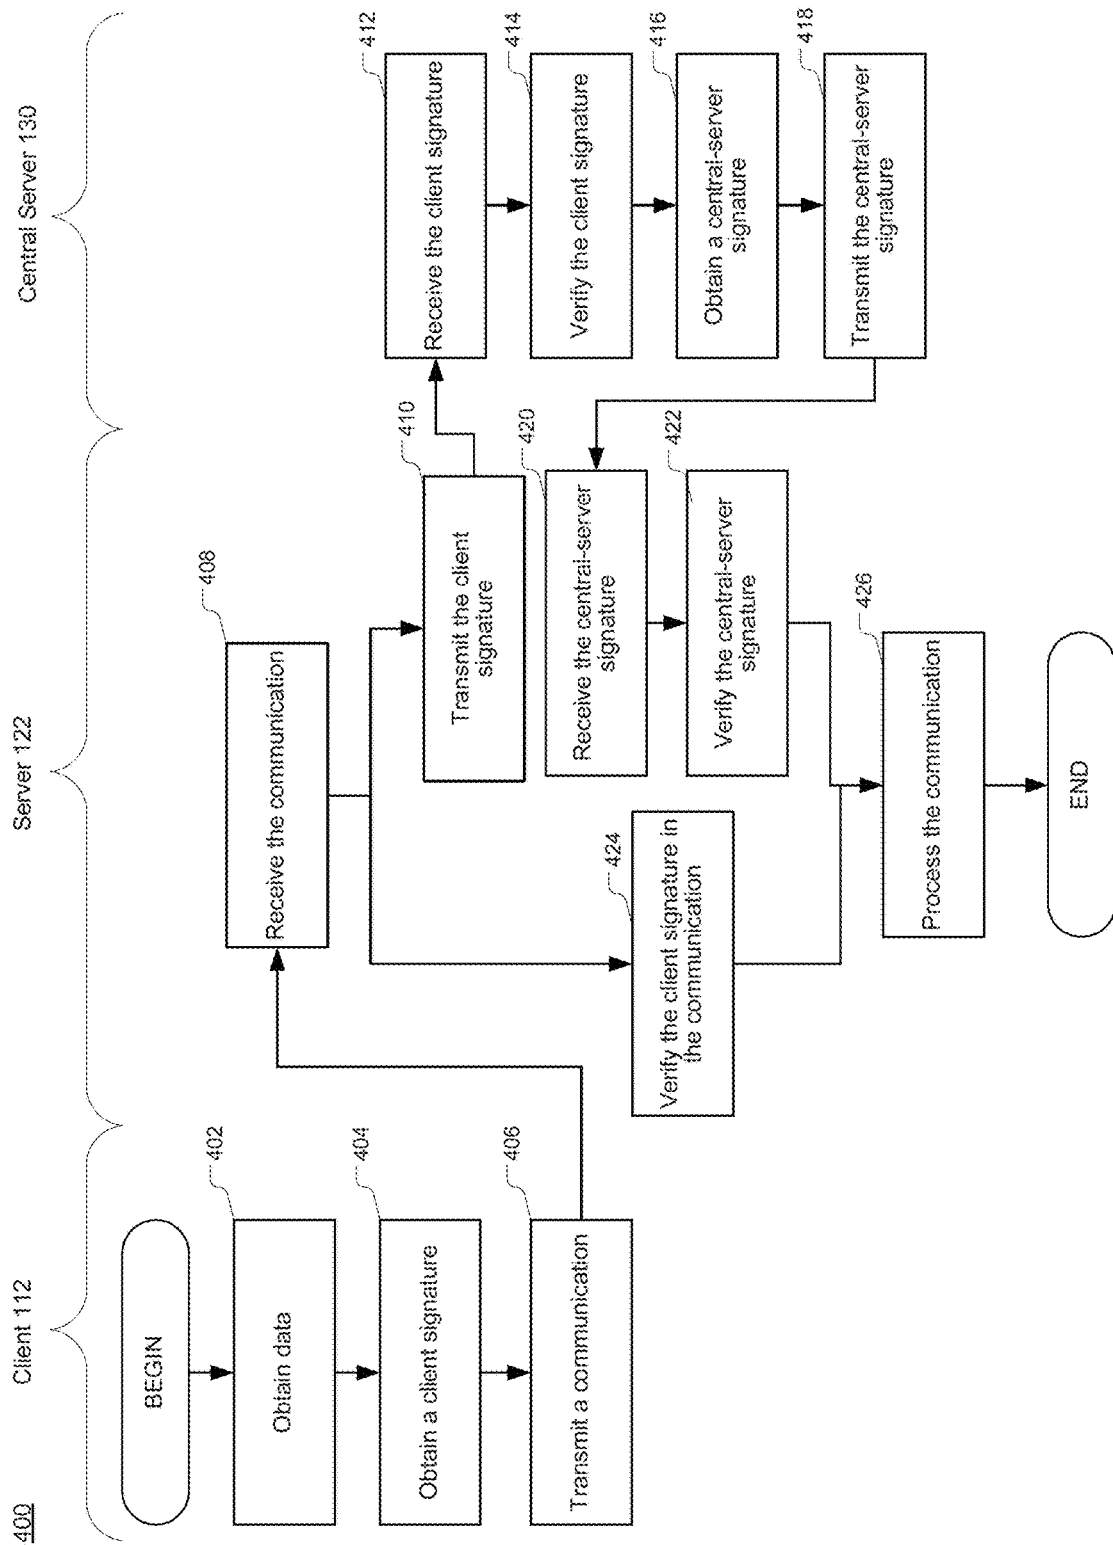 400
Client 112
Server 122
Central Server 130
BEGIN
402
Obtain data
404
Obtain a client signature
406
Transmit a communication
408
Receive the communication
410
Transmit the client
signature
412
Receive the client signature
414
Verify the client signature
416
Obtain a central-server
signature
418
Transmit the central-server
signature
420
Receive the central-server
signature
422
Verify the central-server
signature
424
Verify the client signature in
the communication
426
Process the communication
END